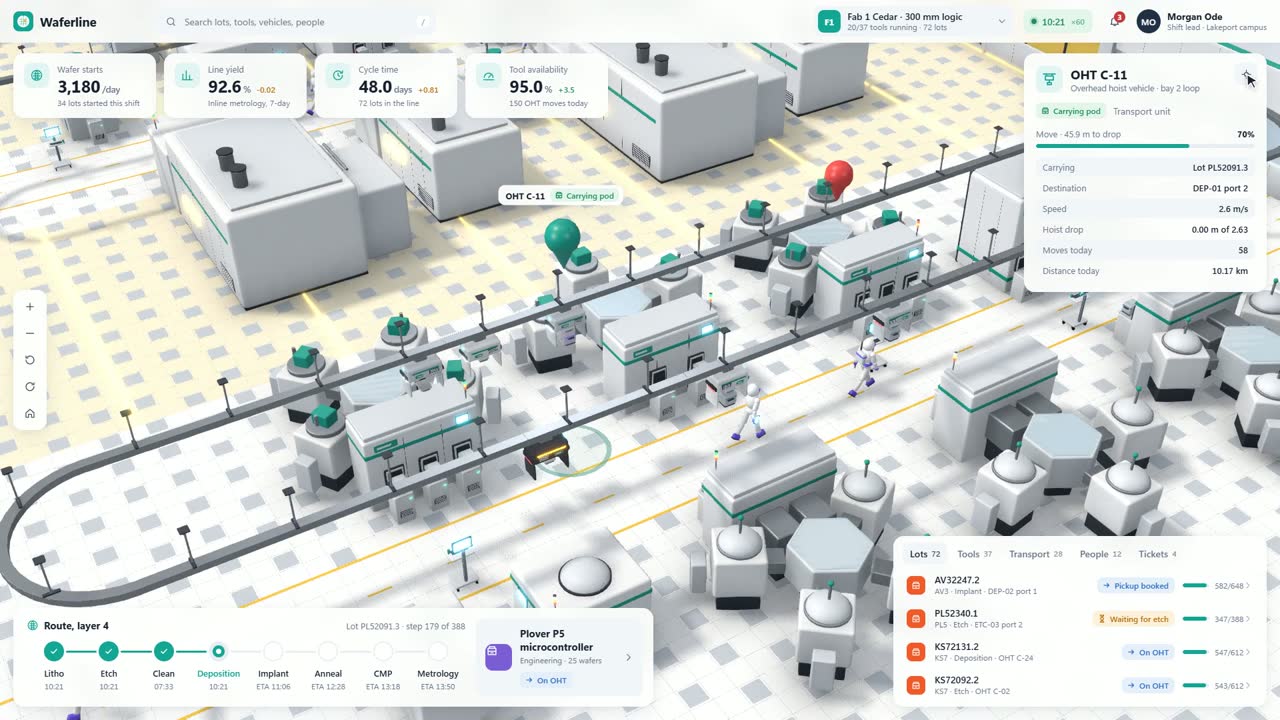 Waferline
Search lots, tools, vehicles, people
/
F1
Fab 1 Cedar · 300 mm logic
20/37 tools running · 72 lots
10:21 ×60
3
MO
Morgan Ode
Shift lead · Lakeport campus
Wafer starts
3,180 /day
34 lots started this shift
Line yield
92.6 % -0.02
Inline metrology, 7-day
Cycle time
48.0 days +0.81
72 lots in the line
Tool availability
95.0 % +3.5
150 OHT moves today
OHT C-11
Overhead hoist vehicle · bay 2 loop
Carrying pod
Transport unit
Move · 45.9 m to drop
70%
Carrying
Lot PL52091.3
Destination
DEP-01 port 2
Speed
2.6 m/s
Hoist drop
0.00 m of 2.63
Moves today
58
Distance today
10.17 km
OHT C-11
Carrying pod
Route, layer 4
Lot PL52091.3 · step 179 of 388
Litho
10:21
Etch
10:21
Clean
07:33
Deposition
10:21
Implant
ETA 11:06
Anneal
ETA 12:28
CMP
ETA 13:18
Metrology
ETA 13:50
Plover P5
microcontroller
Engineering · 25 wafers
On OHT
Lots 72
Tools 37
Transport 28
People 12
Tickets 4
AV32247.2
AV3 · Implant · DEP-02 port 1
Pickup booked
582/648
PL52340.1
PL5 · Etch · ETC-03 port 2
Waiting for etch
347/388
KS72131.2
KS7 · Deposition · OHT C-24
On OHT
547/612
KS72092.2
KS7 · Etch · OHT C-02
On OHT
543/612